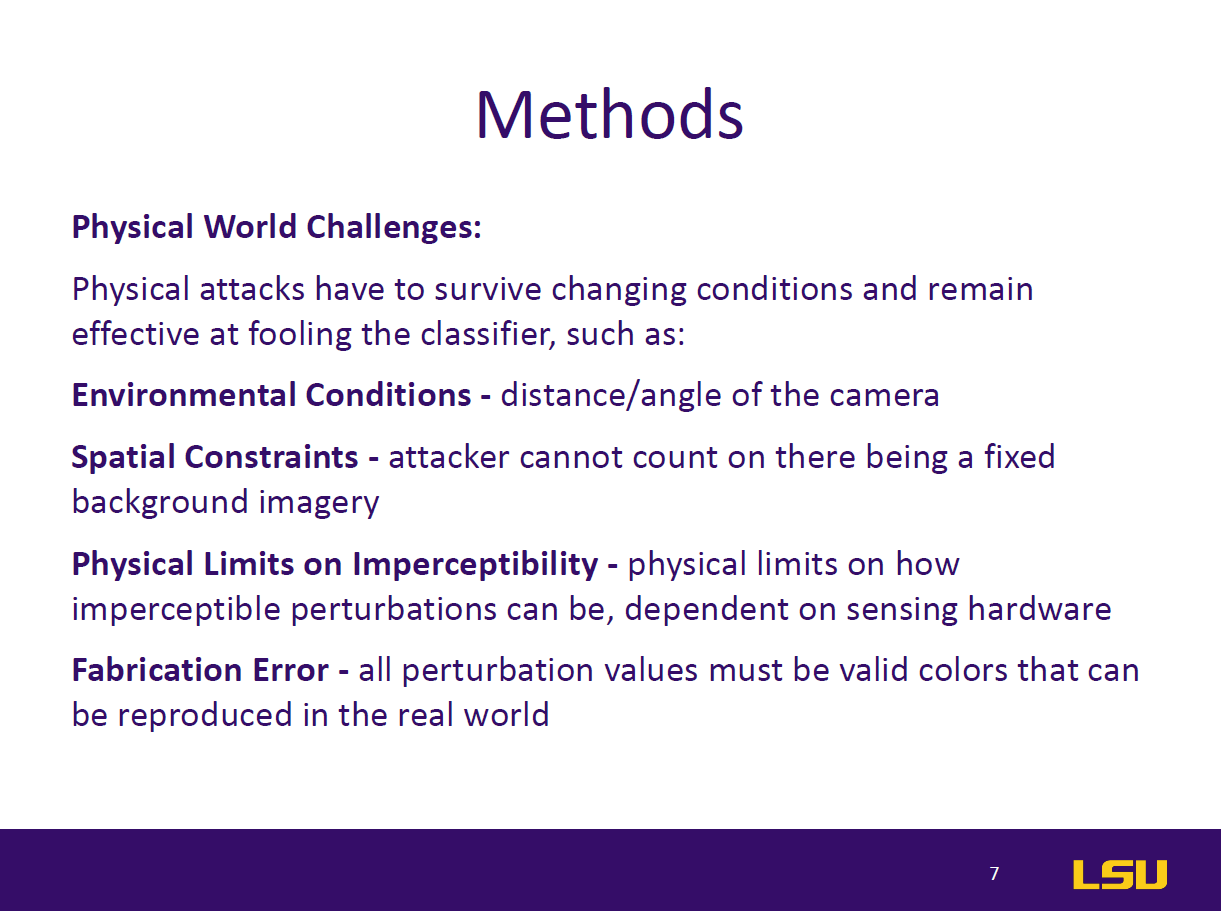 Methods
Physical World Challenges:
Physical attacks have to survive changing conditions and remain
effective at fooling the classifier, such as:
Environmental Conditions - distance/angle of the camera
Spatial Constraints - attacker cannot count on there being a fixed
background imagery
Physical Limits on Imperceptibility - physical limits on how
imperceptible perturbations can be, dependent on sensing hardware
Fabrication Error - all perturbation values must be valid colors that can
be reproduced in the real world
7
LSU